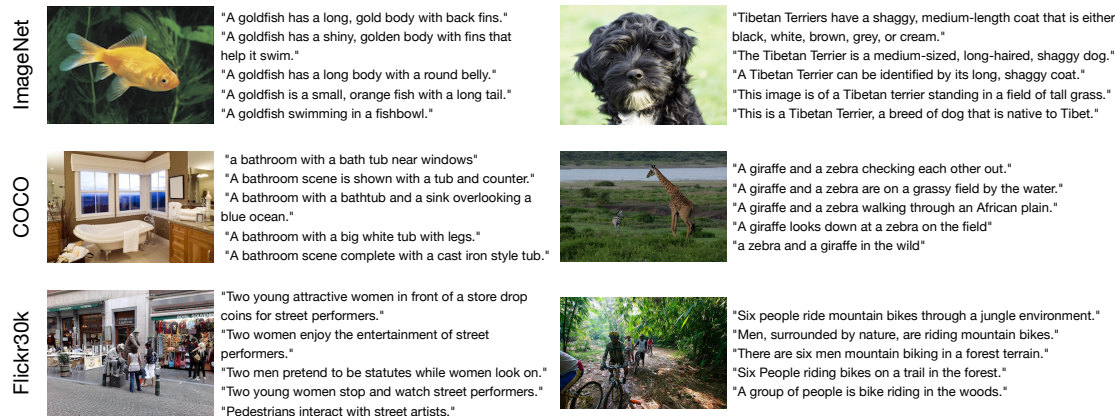 ImageNet
"A goldfish has a long, gold body with back fins."
"A goldfish has a shiny, golden body with fins that
help it swim."
"A goldfish has a long body with a round belly."
"A goldfish is a small, orange fish with a long tail."
"A goldfish swimming in a fishbowl."
"Tibetan Terriers have a shaggy, medium-length coat that is either
black, white, brown, grey, or cream."
"The Tibetan Terrier is a medium-sized, long-haired, shaggy dog."
"A Tibetan Terrier can be identified by its long, shaggy coat."
"This image is of a Tibetan terrier standing in a field of tall grass."
"This is a Tibetan Terrier, a breed of dog that is native to Tibet."
COCO
"a bathroom with a bath tub near windows"
"A bathroom scene is shown with a tub and counter."
"A bathroom with a bathtub and a sink overlooking a
blue ocean."
"A bathroom with a big white tub with legs."
"A bathroom scene complete with a cast iron style tub."
"A giraffe and a zebra checking each other out."
"A giraffe and a zebra are on a grassy field by the water."
"A giraffe and a zebra walking through an African plain."
"A giraffe looks down at a zebra on the field"
"a zebra and a giraffe in the wild"
Flickr30k
"Two young attractive women in front of a store drop
coins for street performers."
"Two women enjoy the entertainment of street
performers."
"Two men pretend to be statutes while women look on."
"Two young women stop and watch street performers."
"Pedestrians interact with street artists."
"Six people ride mountain bikes through a jungle environment."
"Men, surrounded by nature, are riding mountain bikes."
"There are six men mountain biking in a forest terrain."
"Six People riding bikes on a trail in the forest."
"A group of people is bike riding in the woods."